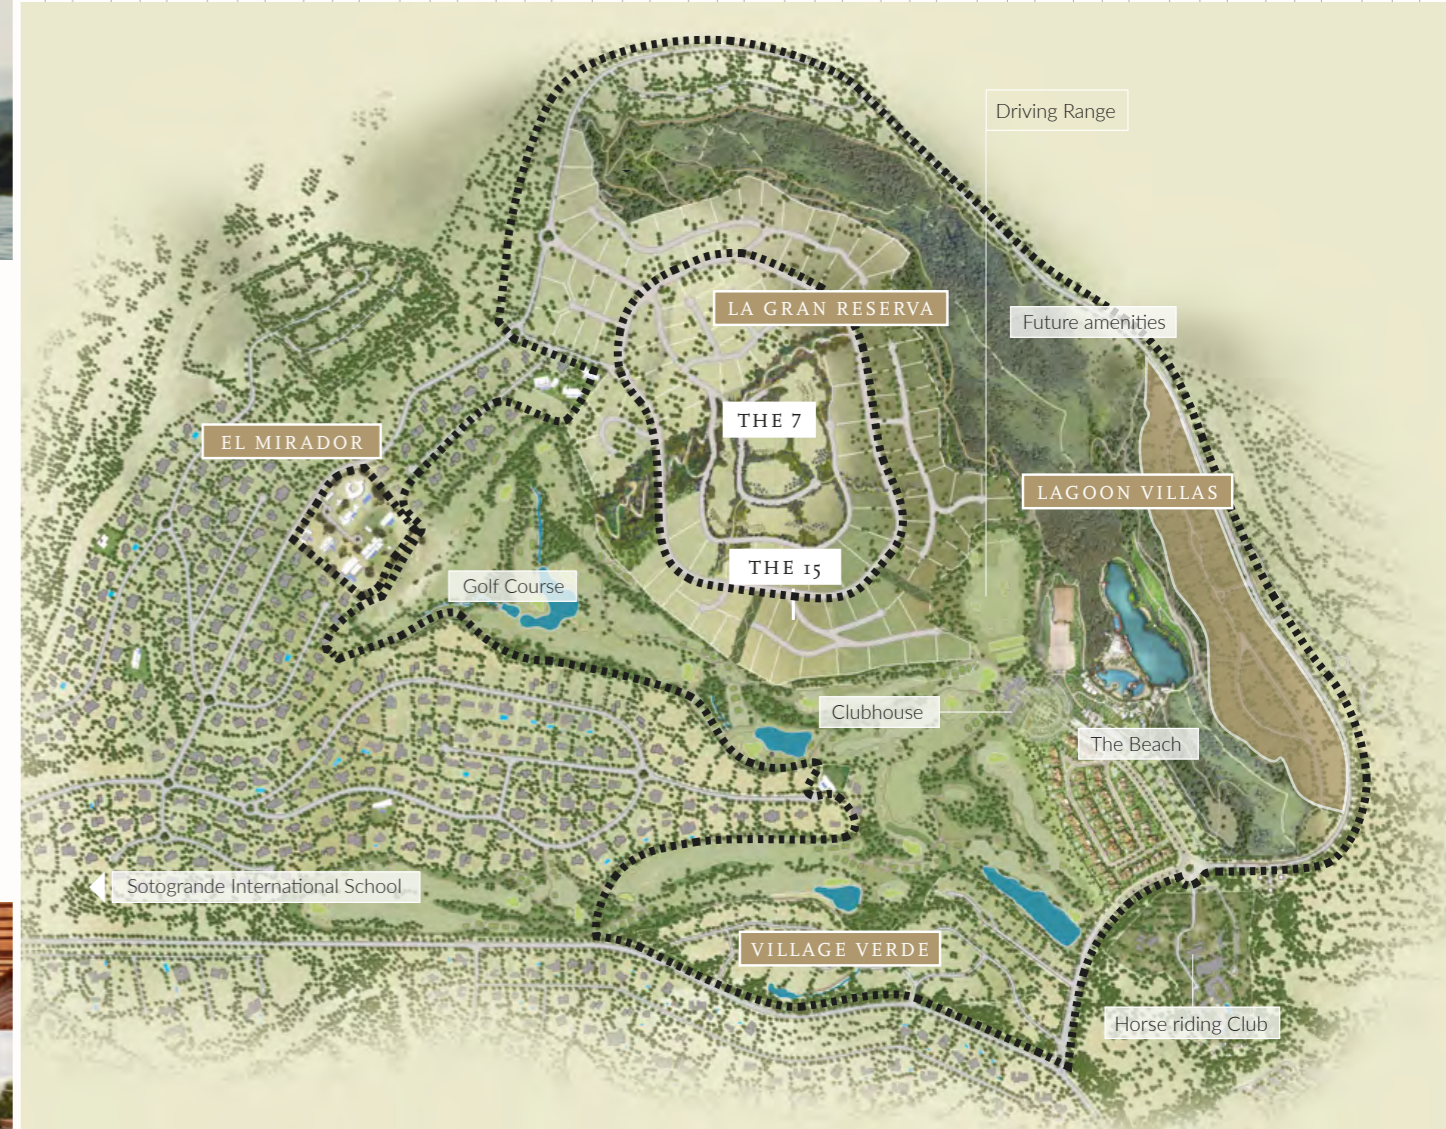 Driving Range
LA GRAN RESERVA
Future amenities
THE 7
EL MIRADOR
LAGOON VILLAS
THE 15
Golf Course
Clubhouse
The Beach
Sotogrande International School
VILLAGE VERDE
Horse riding Club